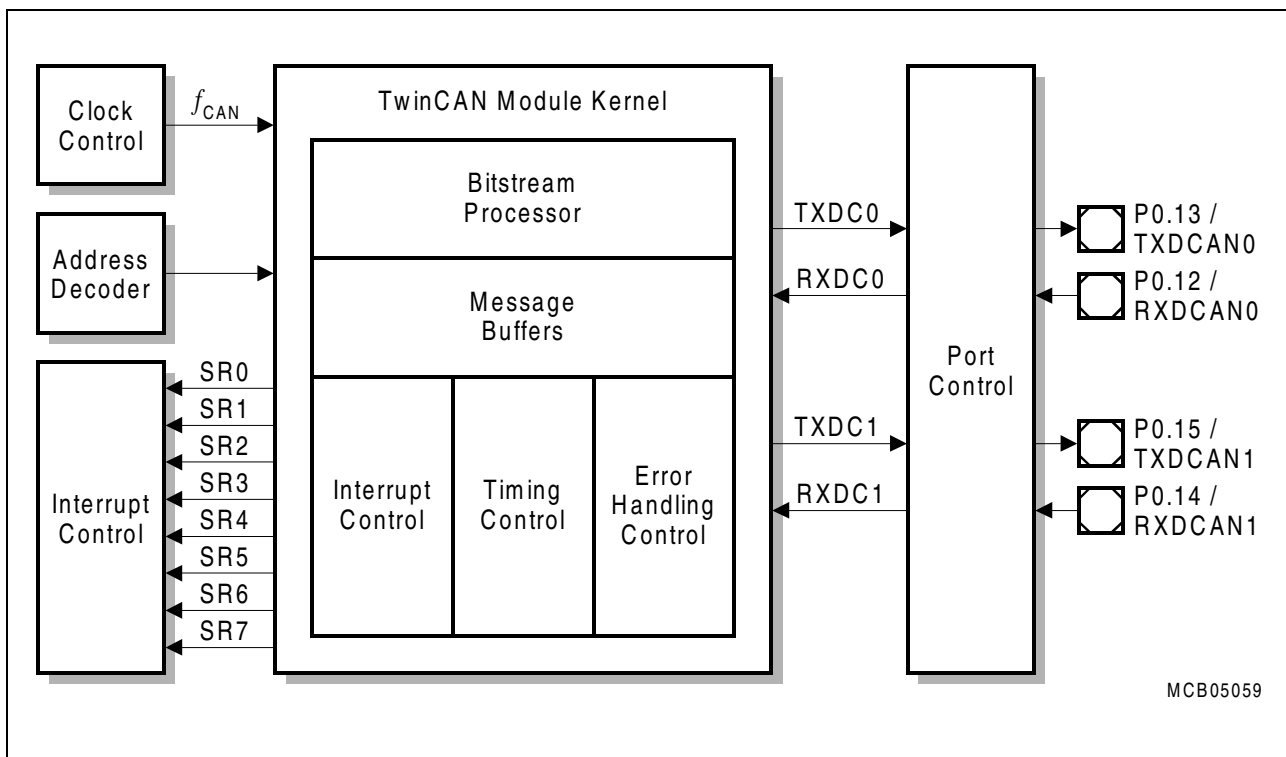 Clock
Control
fCAN
Address
Decoder
Interrupt
Control
SR0
SR1
SR2
SR3
SR4
SR5
SR6
SR7
TwinCAN Module Kernel
Bitstream
Processor
Message
Buffers
Interrupt
Control
Timing
Control
Error
Handling
Control
TXDC0
RXDC0
TXDC1
RXDC1
Port
Control
P0.13 /
TXDCAN0
P0.12 /
RXDCAN0
P0.15 /
TXDCAN1
P0.14 /
RXDCAN1
MCB05059